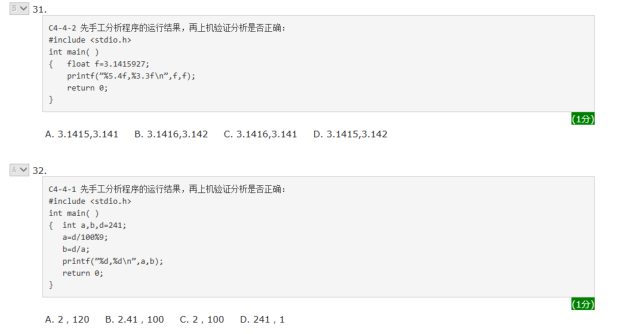 B 31.
C4-4-2 先手工分析程序的运行结果，再上机验证分析是否正确：
#include <stdio.h>
int main( )
{ float f=3.1415927;
printf("%5.4f,%3.3f\n",f,f);
return 0;
}
(1分)
A. 3.1415,3.141 B. 3.1416,3.142 C. 3.1416,3.141 D. 3.1415,3.142
A 32.
C4-4-1 先手工分析程序的运行结果，再上机验证分析是否正确：
#include <stdio.h>
int main( )
{ int a,b,d=241;
a=d/100%9;
b=d/a;
printf("%d,%d\n",a,b);
return 0;
}
(1分)
A. 2 , 120 B. 2.41 , 100 C. 2 , 100 D. 241 , 1